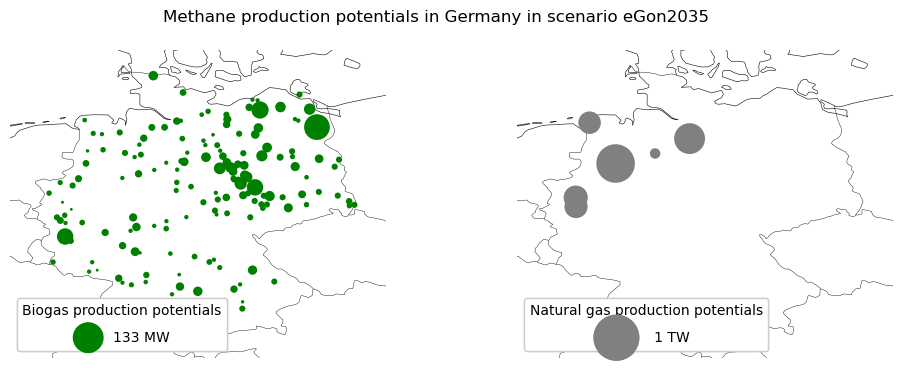 Methane production potentials in Germany in scenario eGon2035
Biogas production potentials
133 MW
Natural gas production potentials
1 TW